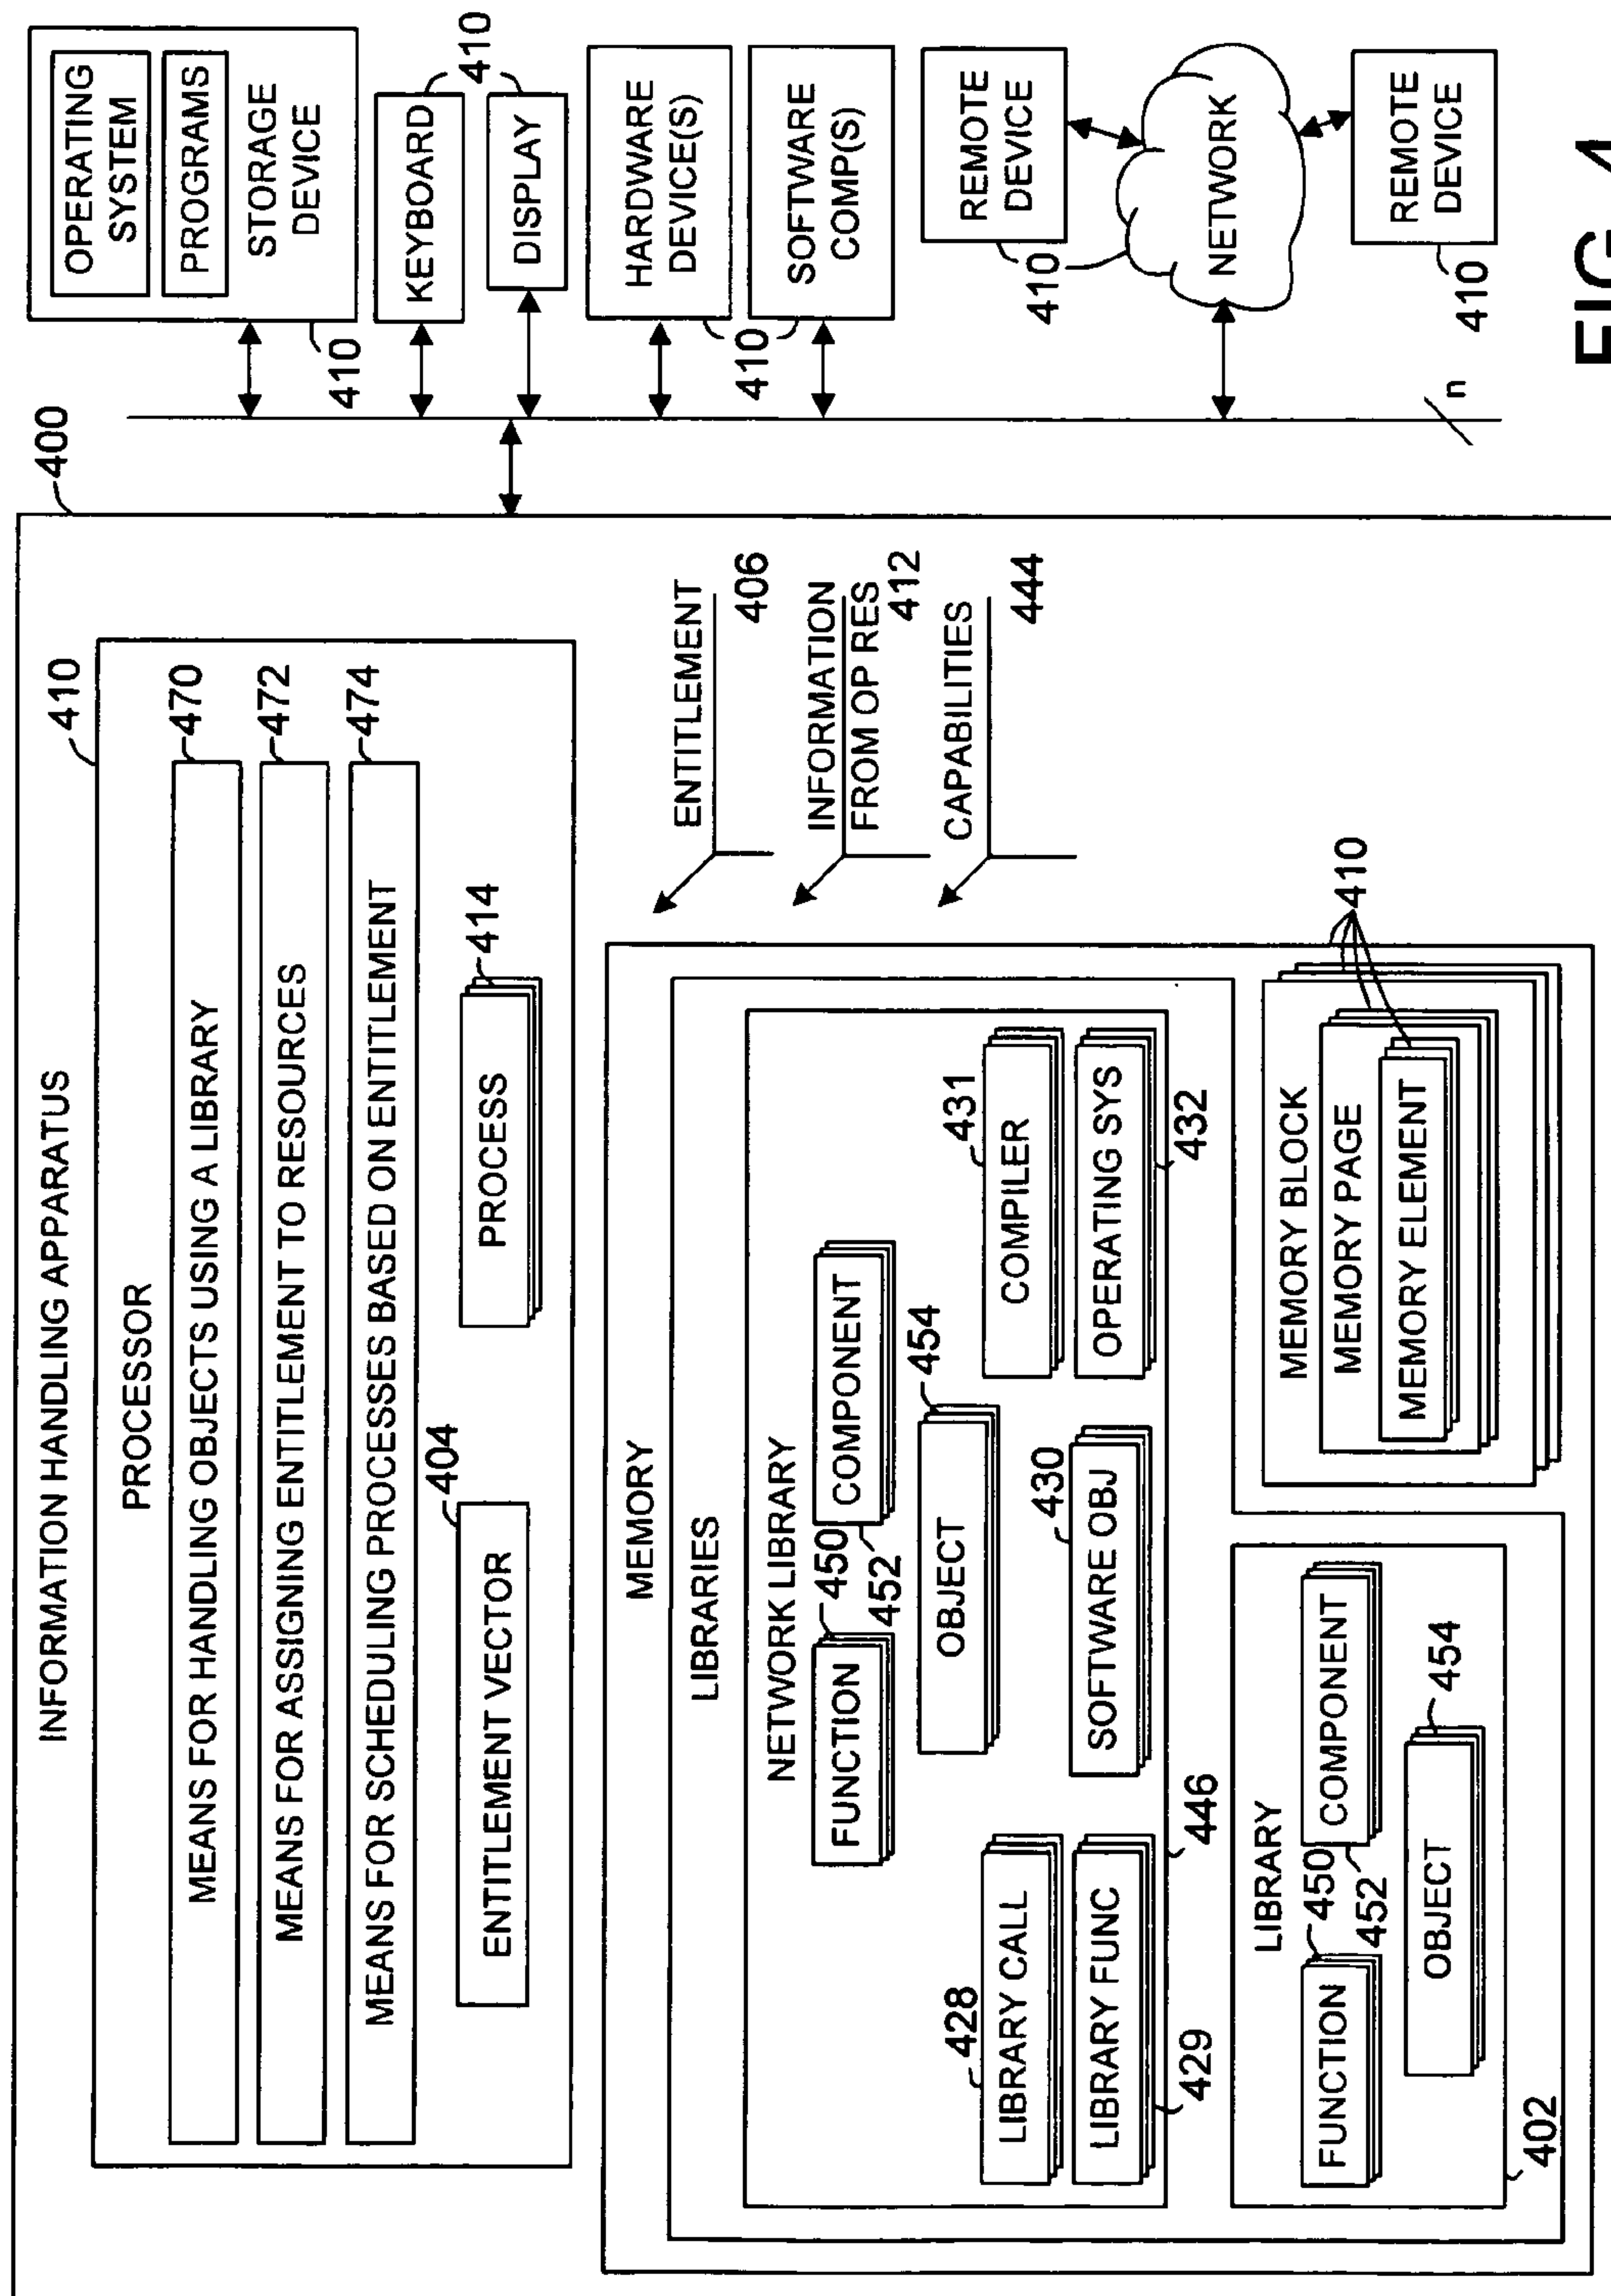 INFORMATION HANDLING APPARATUS
400
410
PROCESSOR
MEANS FOR HANDLING OBJECTS USING A LIBRARY
470
MEANS FOR ASSIGNING ENTITLEMENT TO RESOURCES
472
MEANS FOR SCHEDULING PROCESSES BASED ON ENTITLEMENT
474
404
ENTITLEMENT VECTOR
PROCESS
414
ENTITLEMENT
406
INFORMATION
FROM OP RES
412
CAPABILITIES
444
MEMORY
LIBRARIES
NETWORK LIBRARY
FUNCTION
450
COMPONENT
452
OBJECT
454
428
LIBRARY CALL
LIBRARY FUNC
429
430
SOFTWARE OBJ
431
COMPILER
OPERATING SYS
432
446
LIBRARY
FUNCTION
450
COMPONENT
452
OBJECT
454
402
MEMORY BLOCK
MEMORY PAGE
MEMORY ELEMENT
410
OPERATING
SYSTEM
PROGRAMS
STORAGE
DEVICE
410
KEYBOARD
410
DISPLAY
HARDWARE
DEVICE(S)
410
SOFTWARE
COMP(S)
REMOTE
DEVICE
410
NETWORK
REMOTE
DEVICE
410
n
FIG. 4